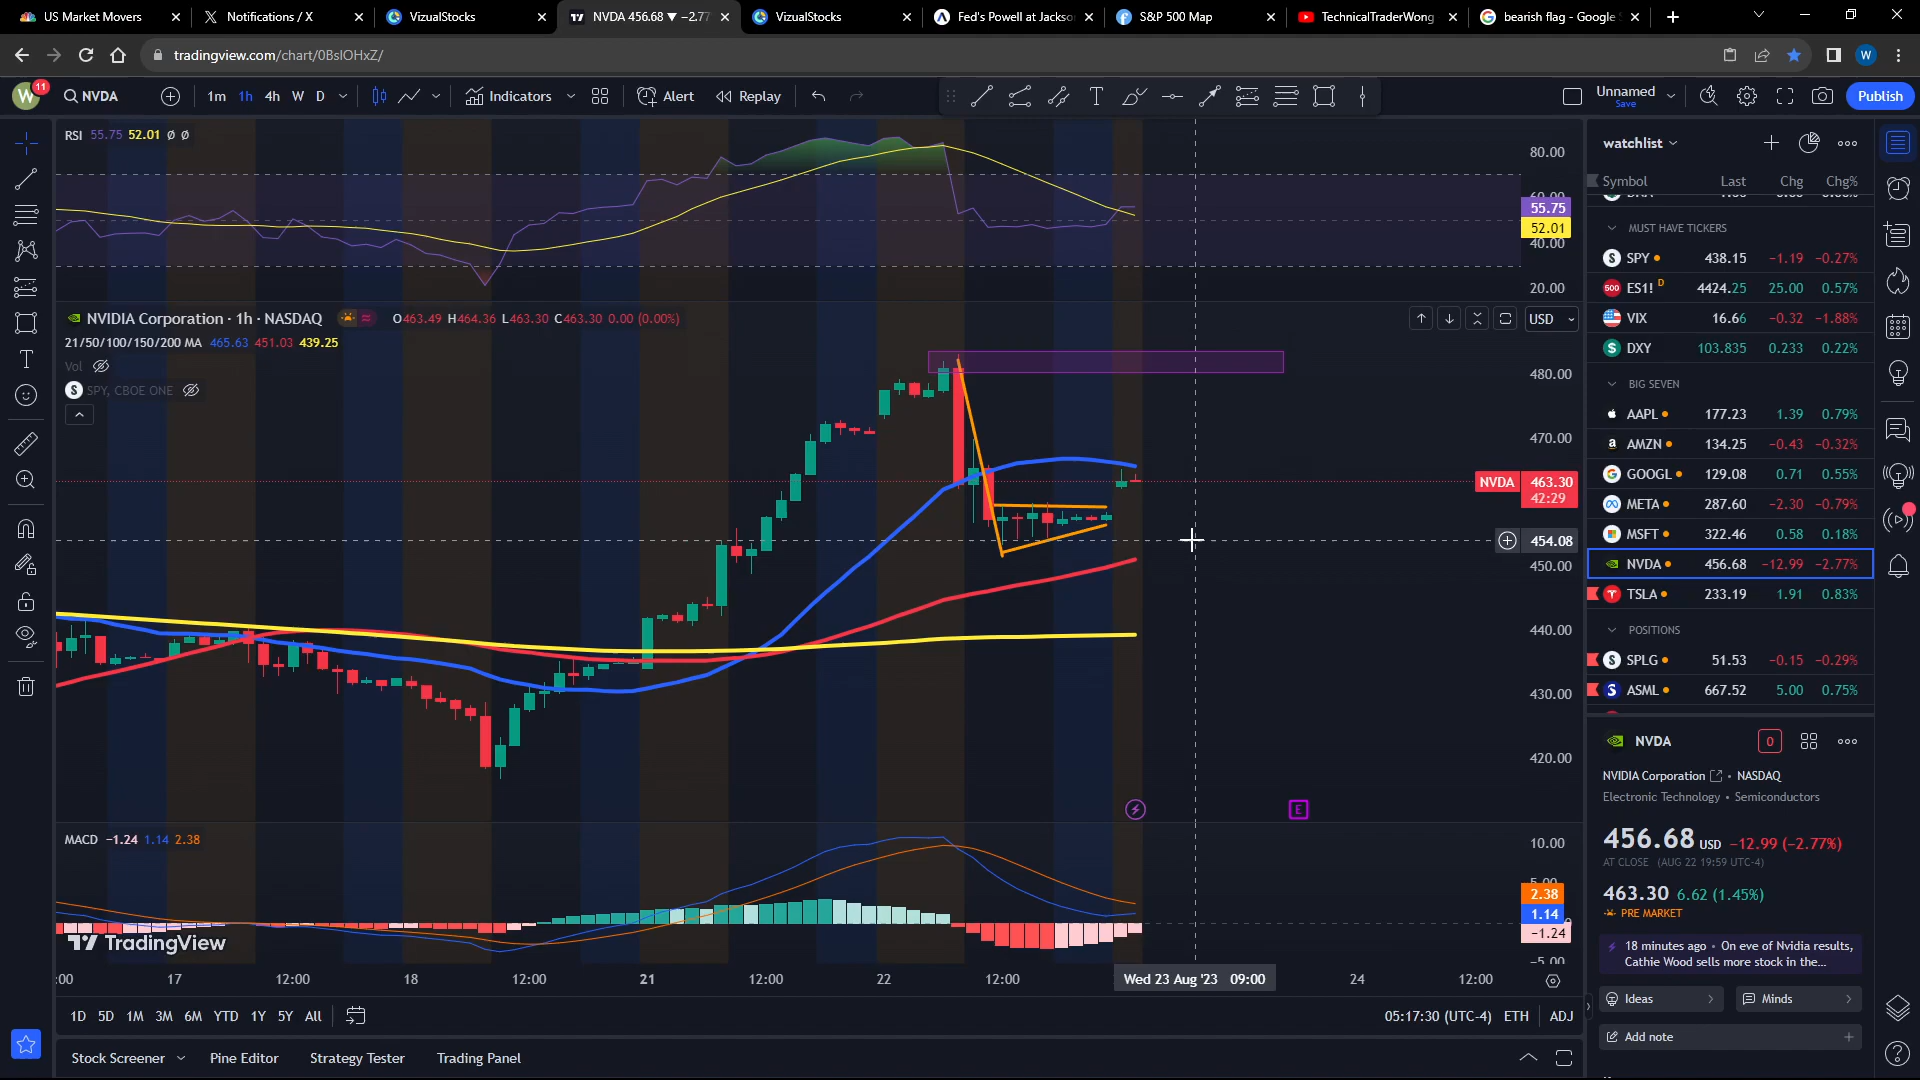 US Market Movers
Notifications / X
VizualStocks
NVDA 456.68 ▼ −2.77
VizualStocks
Fed's Powell at Jackso
S&P 500 Map
TechnicalTraderWong
bearish flag - Google
tradingview.com/chart/0BsIOHxZ/
W
W
11
NVDA
1m 1h 4h W D
Indicators
Alert
Replay
Unnamed
Save
Publish
RSI 55.75 52.01 ø ø
80.00
60.00
55.75
52.01
40.00
20.00
NVIDIA Corporation · 1h · NASDAQ
O463.49 H464.36 L463.30 C463.30 0.00 (0.00%)
USD
21/50/100/150/200 MA 465.63 451.03 439.25
Vol
S SPY, CBOE ONE
480.00
470.00
NVDA 463.30
42:29
454.08
450.00
440.00
430.00
420.00
E
MACD −1.24 1.14 2.38
10.00
5.00
2.38
1.14
−1.24
−5.00
TradingView
:00 17 12:00 18 12:00 21 12:00 22 12:00 Wed 23 Aug '23 09:00 24 12:00
1D 5D 1M 3M 6M YTD 1Y 5Y All
05:17:30 (UTC-4) ETH ADJ
Stock Screener
Pine Editor
Strategy Tester
Trading Panel
watchlist
Symbol Last Chg Chg%
MUST HAVE TICKERS
SPY 438.15 −1.19 −0.27%
500 ES1! D 4424.25 25.00 0.57%
VIX 16.66 −0.32 −1.88%
DXY 103.835 0.233 0.22%
BIG SEVEN
AAPL 177.23 1.39 0.79%
AMZN 134.25 −0.43 −0.32%
GOOGL 129.08 0.71 0.55%
META 287.60 −2.30 −0.79%
MSFT 322.46 0.58 0.18%
NVDA 456.68 −12.99 −2.77%
TSLA 233.19 1.91 0.83%
POSITIONS
SPLG 51.53 −0.15 −0.29%
ASML 667.52 5.00 0.75%
NVDA
0
NVIDIA Corporation • NASDAQ
Electronic Technology • Semiconductors
456.68 USD −12.99 (−2.77%)
AT CLOSE (AUG 22 19:59 UTC-4)
463.30 6.62 (1.45%)
PRE MARKET
18 minutes ago • On eve of Nvidia results,
Cathie Wood sells more stock in the...
Ideas
Minds
Add note